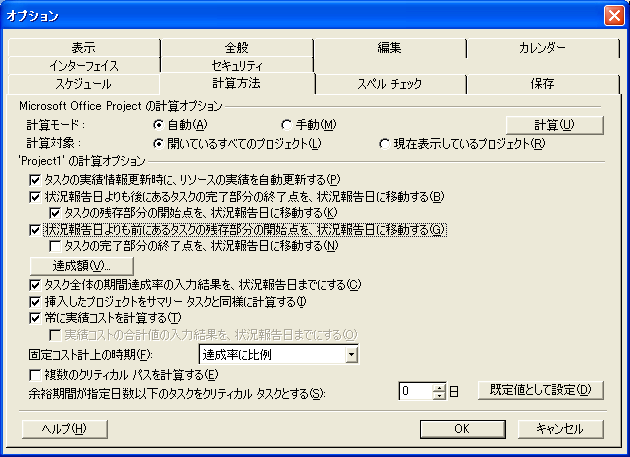 オプション
表示 全般 編集 カレンダー
インターフェイス セキュリティ
スケジュール 計算方法 スペル チェック 保存
Microsoft Office Project の計算オプション
計算モード: 自動(A) 手動(M) 計算(U)
計算対象: 開いているすべてのプロジェクト(L) 現在表示しているプロジェクト(R)
'Project1' の計算オプション
タスクの実績情報更新時に、リソースの実績を自動更新する(P)
状況報告日よりも後にあるタスクの完了部分の終了点を、状況報告日に移動する(B)
タスクの残存部分の開始点を、状況報告日に移動する(K)
状況報告日よりも前にあるタスクの残存部分の開始点を、状況報告日に移動する(G)
タスクの完了部分の終了点を、状況報告日に移動する(N)
達成額(V)...
タスク全体の期間達成率の入力結果を、状況報告日までにする(C)
挿入したプロジェクトをサマリー タスクと同様に計算する(I)
常に実績コストを計算する(T)
実績コストの合計値の入力結果を、状況報告日までにする(O)
固定コスト計上の時期(F): 達成率に比例
複数のクリティカル パスを計算する(E)
余裕期間が指定日数以下のタスクをクリティカル タスクとする(S): 0 日 既定値として設定(D)
ヘルプ(H) OK キャンセル